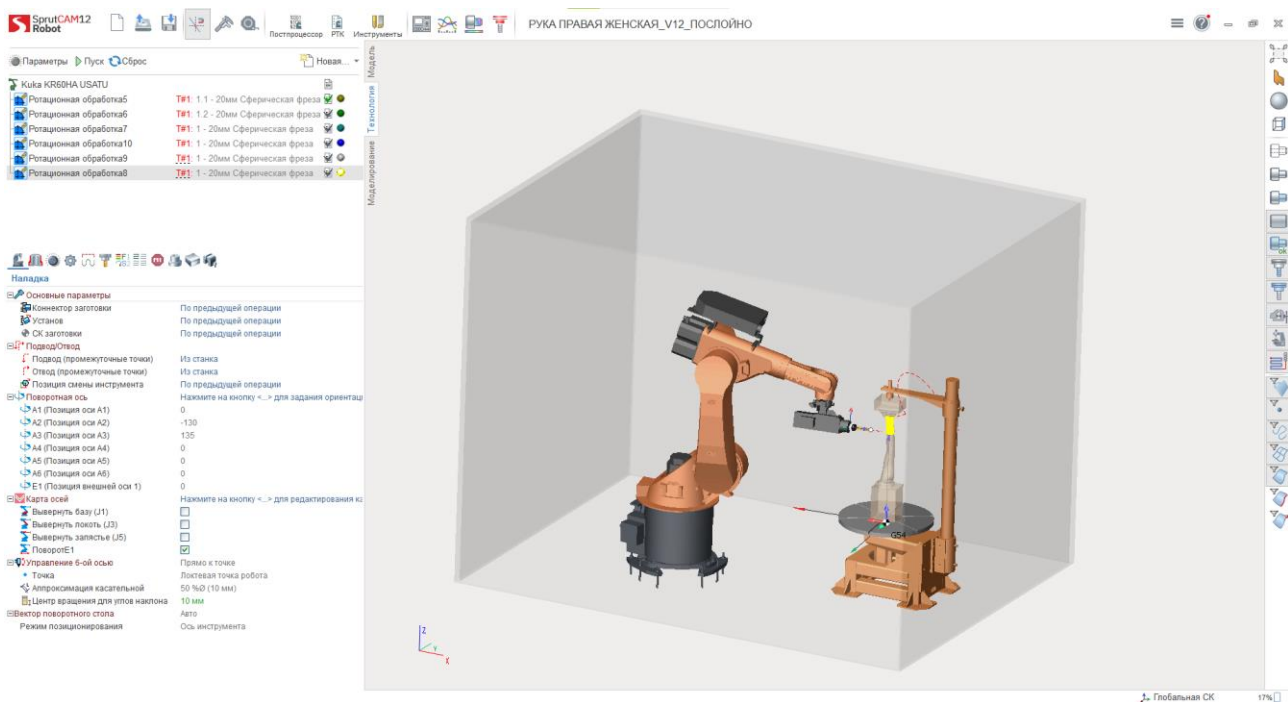 SprutCAM12
Robot
Постпроцессор РТК Инструменты
РУКА ПРАВАЯ ЖЕНСКАЯ_V12_ПОСЛОЙНО
Параметры Пуск Сброс Новая...
Модель
Технология
Моделирование
Kuka KR60HA USATU
Ротационная обработка5 T#1: 1.1 - 20мм Сферическая фреза
Ротационная обработка6 T#1: 1.2 - 20мм Сферическая фреза
Ротационная обработка7 T#1: 1 - 20мм Сферическая фреза
Ротационная обработка10 T#1: 1 - 20мм Сферическая фреза
Ротационная обработка9 T#1: 1 - 20мм Сферическая фреза
Ротационная обработка8 T#1: 1 - 20мм Сферическая фреза
Наладка
Основные параметры
Коннектор заготовки По предыдущей операции
Установ По предыдущей операции
СК заготовки По предыдущей операции
Подвод/Отвод
Подвод (промежуточные точки) Из станка
Отвод (промежуточные точки) Из станка
Позиция смены инструмента По предыдущей операции
Поворотная ось Нажмите на кнопку <...> для задания ориентац
A1 (Позиция оси A1) 0
A2 (Позиция оси A2) -130
A3 (Позиция оси A3) 135
A4 (Позиция оси A4) 0
A5 (Позиция оси A5) 0
A6 (Позиция оси A6) 0
E1 (Позиция внешней оси 1) 0
Карта осей Нажмите на кнопку <...> для редактирования ка
Вывернуть базу (J1)
Вывернуть локоть (J3)
Вывернуть запястье (J5)
ПоворотE1
Управление 6-ой осью Прямо к точке
Точка Локтевая точка робота
Аппроксимация касательной 50 %Ø (10 мм)
Центр вращения для углов наклона 10 мм
Вектор поворотного стола Авто
Режим позиционирования Ось инструмента
G54
Z
Y
X
ok
Глобальная СК 17%